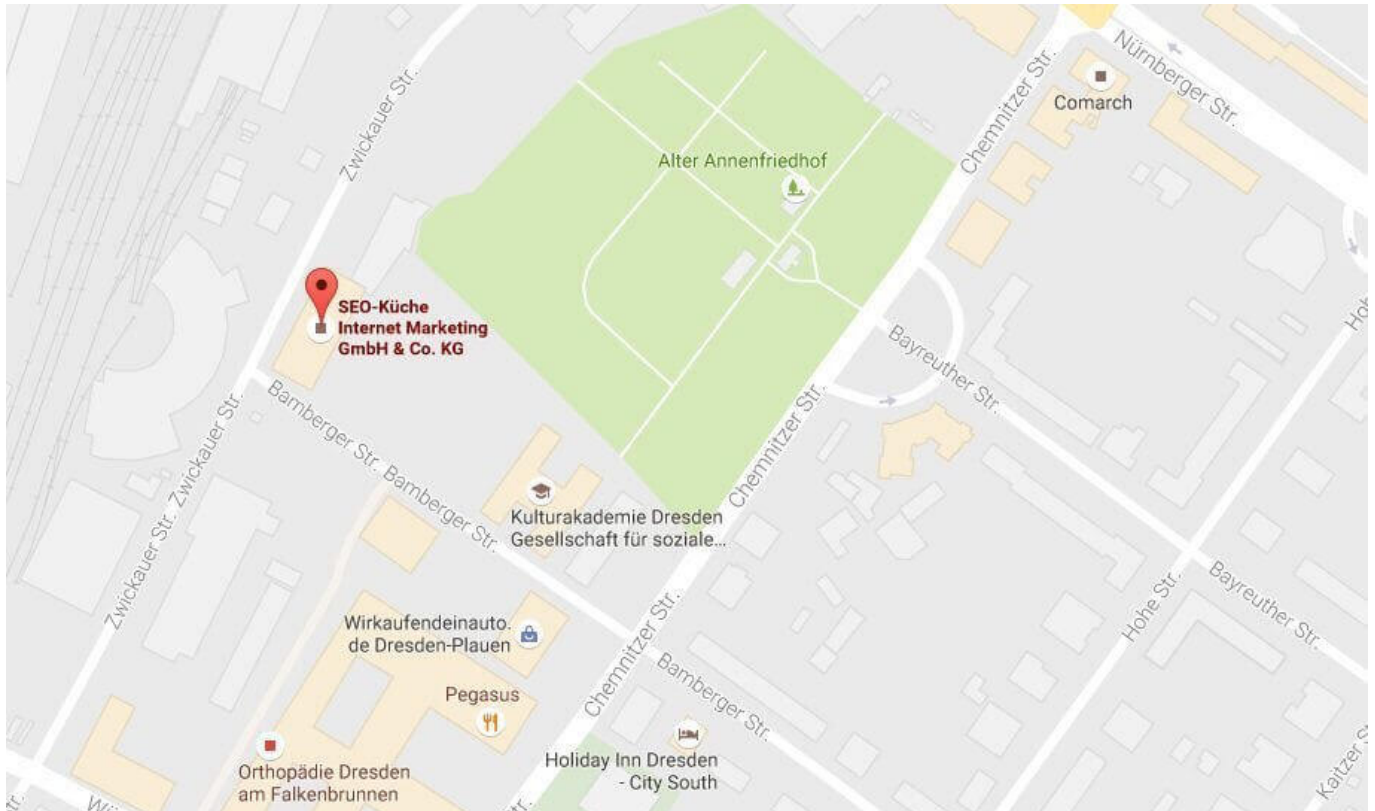 Nürnberger Str.
Chemnitzer Str.
Comarch
Zwickauer Str.
Alter Annenfriedhof
SEO-Küche
Internet Marketing
GmbH & Co. KG
Bayreuther Str.
Zwickauer Str.
Bamberger Str.
Chemnitzer Str.
Bamberger Str.
Zwickauer Str.
Kulturakademie Dresden
Gesellschaft für soziale...
Hohe Str.
Bayreuther Str.
Wirkaufendeinauto.
de Dresden-Plauen
Chemnitzer Str.
Bamberger Str.
Pegasus
Holiday Inn Dresden
- City South
Orthopädie Dresden
am Falkenbrunnen
Kaitzer